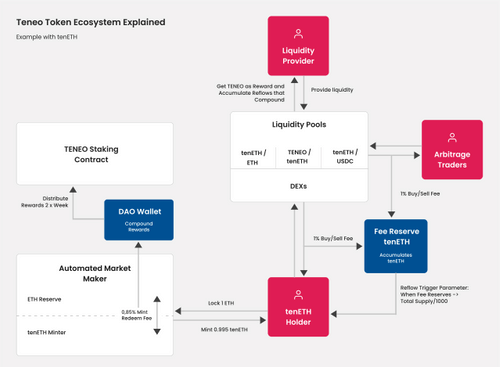 Teneo Token Ecosystem Explained
Example with tenETH
Liquidity
Provider
Get TENEO as Reward and
Accumulate Reflows that
Compound
Provide liquidity
Liquidity Pools
tenETH /
ETH
TENEO /
tenETH
tenETH /
USDC
DEXs
TENEO Staking
Contract
Arbitrage
Traders
1% Buy/Sell Fee
Distribute
Rewards 2 x Week
DAO Wallet
Compound
Rewards
Fee Reserve
tenETH
Accumulates
tenETH
1% Buy/Sell Fee
Automated Market
Maker
ETH Reserve
0,85% Mint
Redeem Fee
tenETH Minter
Lock 1 ETH
Mint 0.995 tenETH
tenETH
Holder
Reflow Trigger Parameter:
When Fee Reserves ->
Total Supply/1000